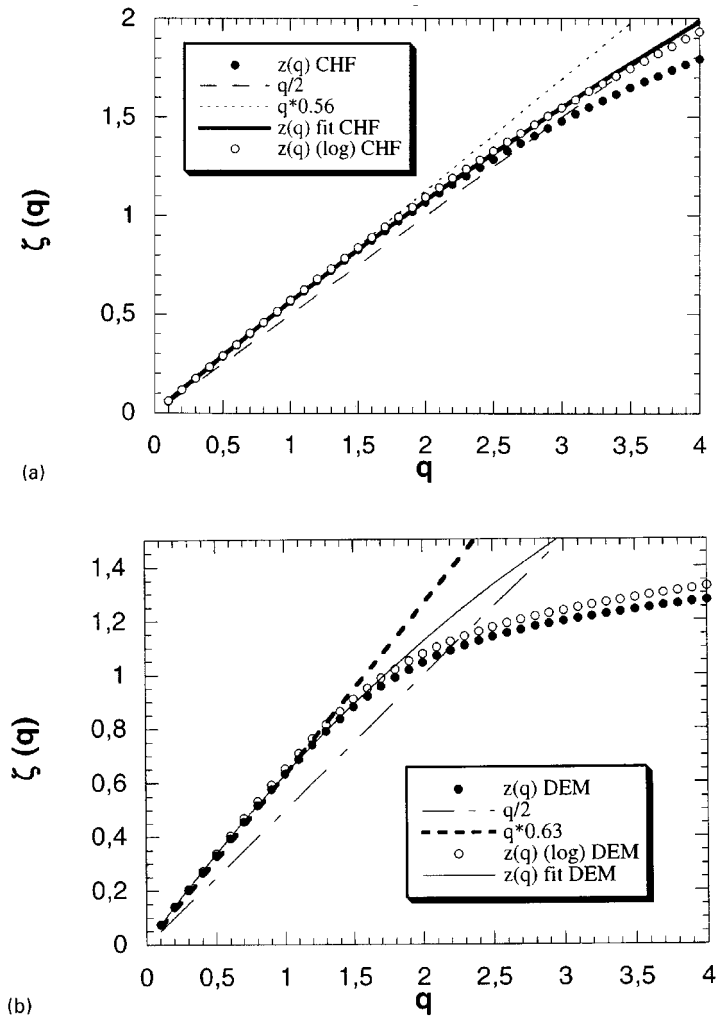 2
1,5
1
0,5
0
ζ (q)
z(q) CHF
q/2
q*0.56
z(q) fit CHF
z(q) (log) CHF
0 0,5 1 1,5 2 2,5 3 3,5 4
q
(a)
1,4
1,2
1
0,8
0,6
0,4
0,2
0
ζ (q)
z(q) DEM
q/2
q*0.63
z(q) (log) DEM
z(q) fit DEM
0 0,5 1 1,5 2 2,5 3 3,5 4
q
(b)